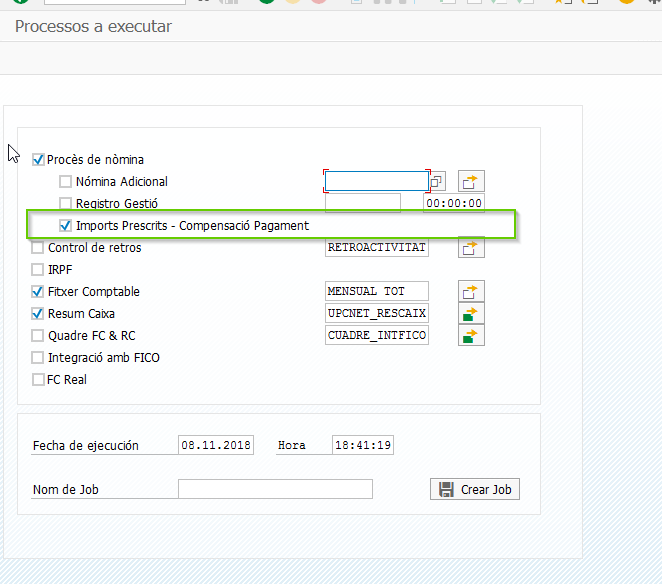 Processos a executar
Procès de nòmina
Nómina Adicional
Registro Gestió 00:00:00
Imports Prescrits - Compensació Pagament
Control de retros RETROACTIVITAT
IRPF
Fitxer Comptable MENSUAL TOT
Resum Caixa UPCNET_RESCAIX
Quadre FC & RC CUADRE_INTFICO
Integració amb FICO
FC Real
Fecha de ejecución 08.11.2018 Hora 18:41:19
Nom de Job Crear Job